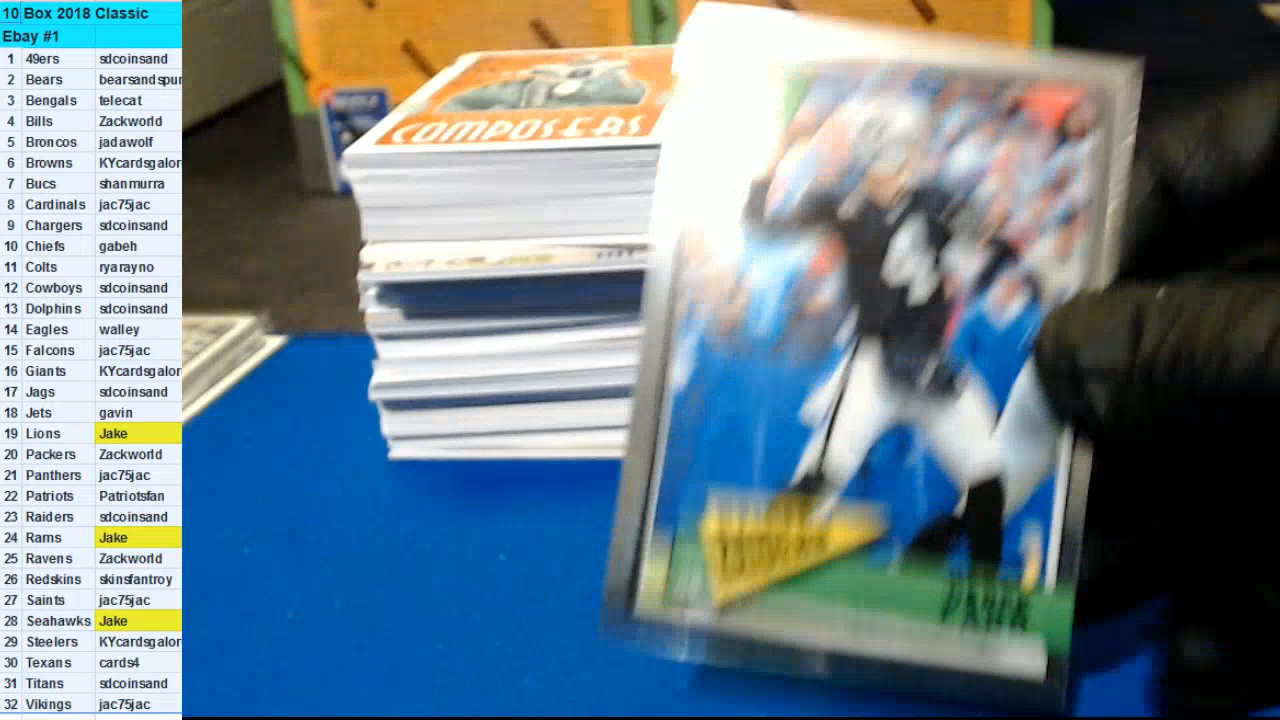 10 Box 2018 Classic
Ebay #1
1 49ers sdcoinsand
2 Bears bearsandspur
3 Bengals telecat
4 Bills Zackworld
5 Broncos jadawolf
6 Browns KYcardsgalor
7 Bucs shanmurra
8 Cardinals jac75jac
9 Chargers sdcoinsand
10 Chiefs gabeh
11 Colts ryarayno
12 Cowboys sdcoinsand
13 Dolphins sdcoinsand
14 Eagles walley
15 Falcons jac75jac
16 Giants KYcardsgalor
17 Jags sdcoinsand
18 Jets gavin
19 Lions Jake
20 Packers Zackworld
21 Panthers jac75jac
22 Patriots Patriotsfan
23 Raiders sdcoinsand
24 Rams Jake
25 Ravens Zackworld
26 Redskins skinsfantroy
27 Saints jac75jac
28 Seahawks Jake
29 Steelers KYcardsgalor
30 Texans cards4
31 Titans sdcoinsand
32 Vikings jac75jac
COMPOSERS
4